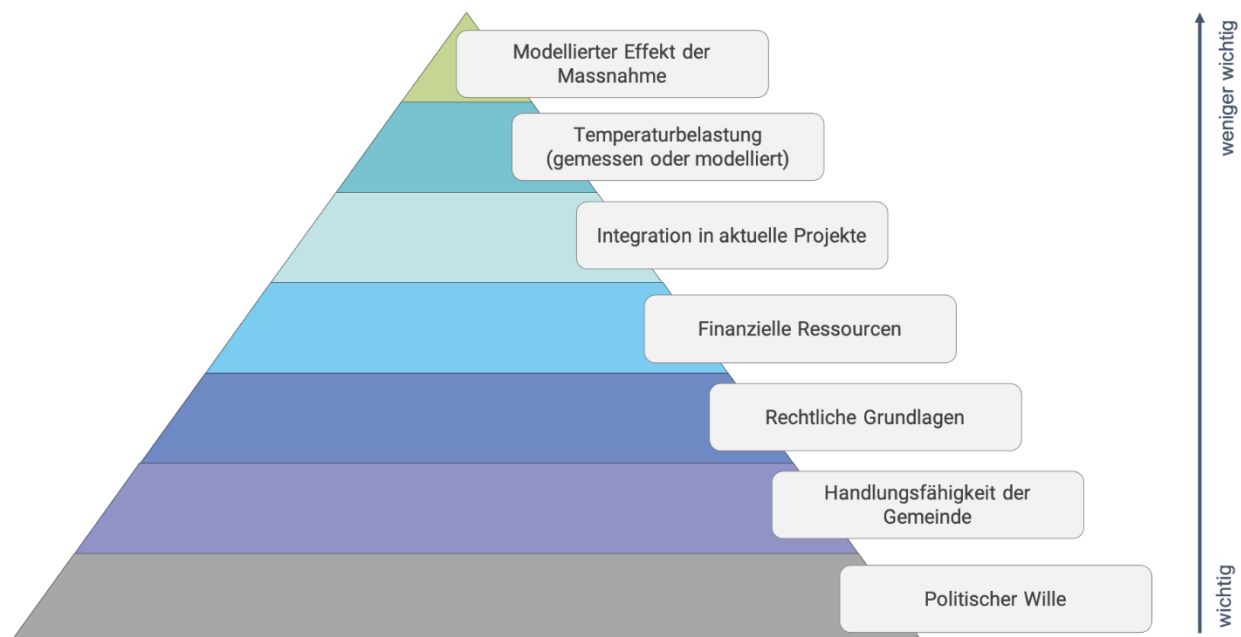 Modellierter Effekt der
Massnahme
Temperaturbelastung
(gemessen oder modelliert)
Integration in aktuelle Projekte
Finanzielle Ressourcen
Rechtliche Grundlagen
Handlungsfähigkeit der
Gemeinde
Politischer Wille
weniger wichtig
wichtig